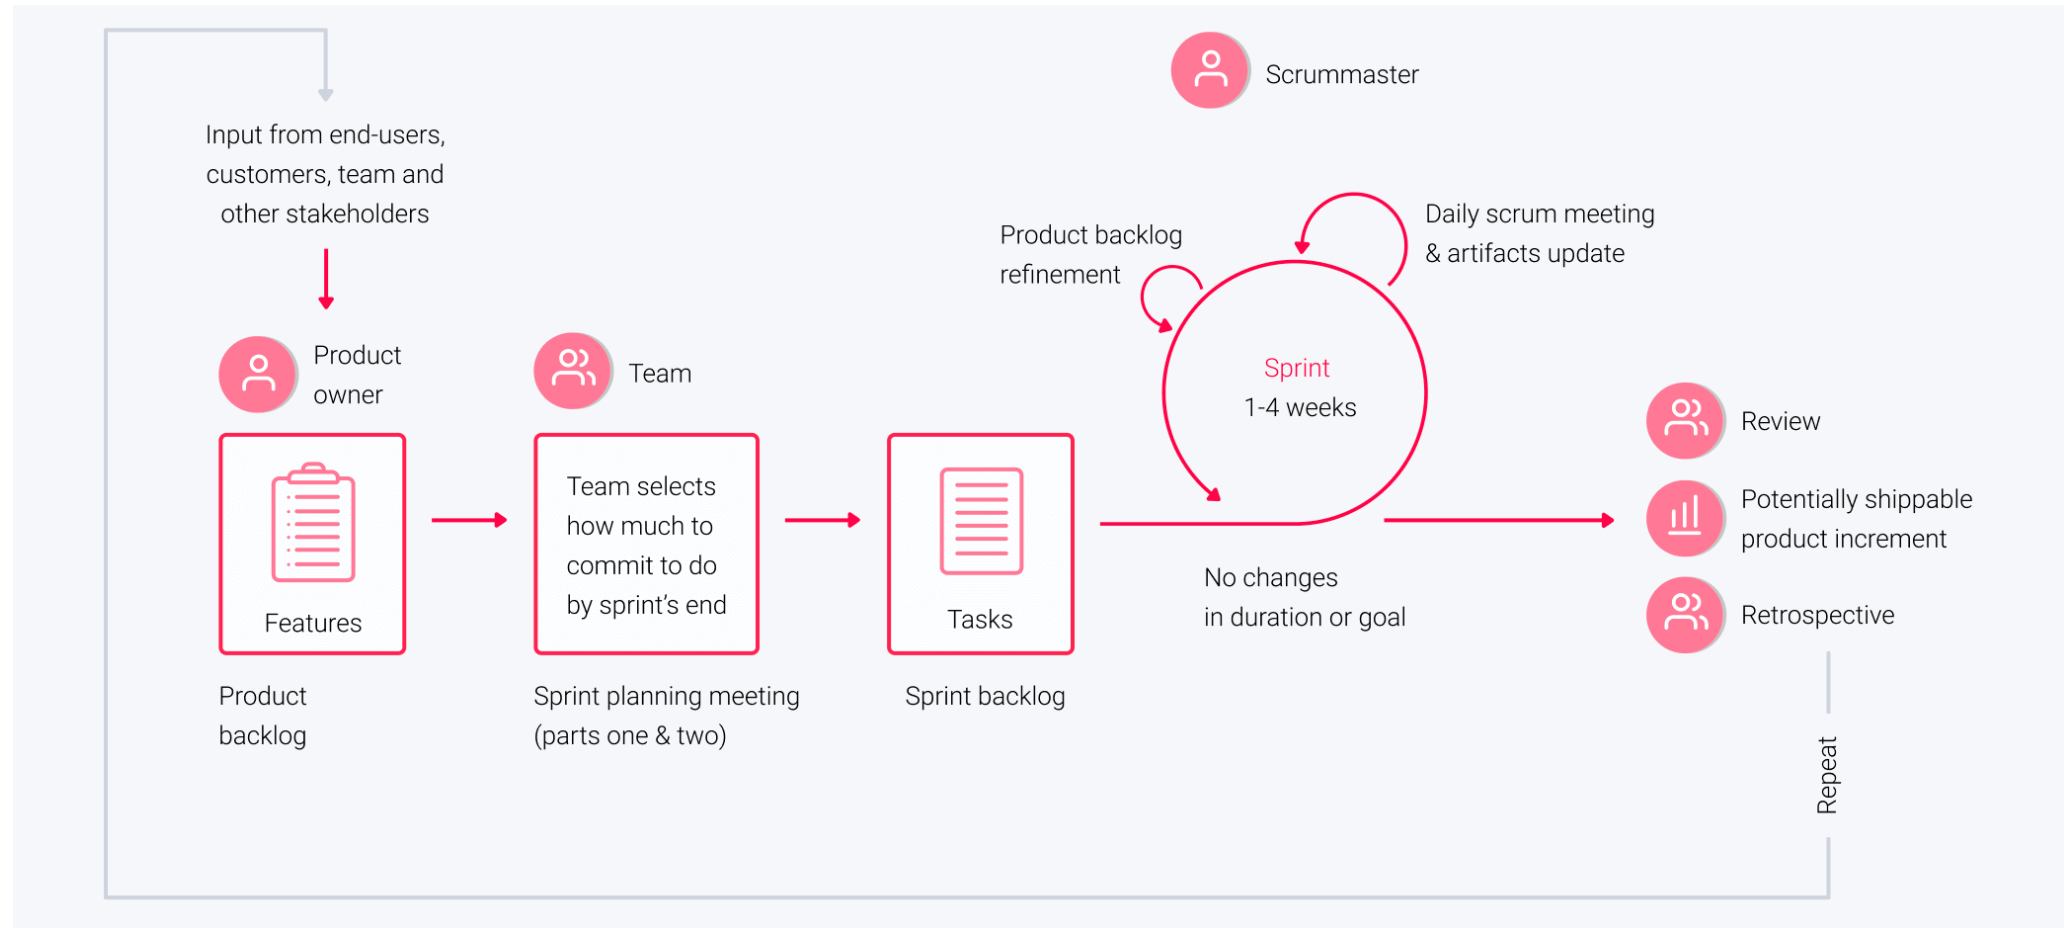 Scrummaster
Input from end-users,
customers, team and
other stakeholders
Product
owner
Features
Product
backlog
Team
Team selects
how much to
commit to do
by sprint’s end
Sprint planning meeting
(parts one & two)
Tasks
Sprint backlog
Product backlog
refinement
Daily scrum meeting
& artifacts update
Sprint
1-4 weeks
No changes
in duration or goal
Review
Potentially shippable
product increment
Retrospective
Repeat